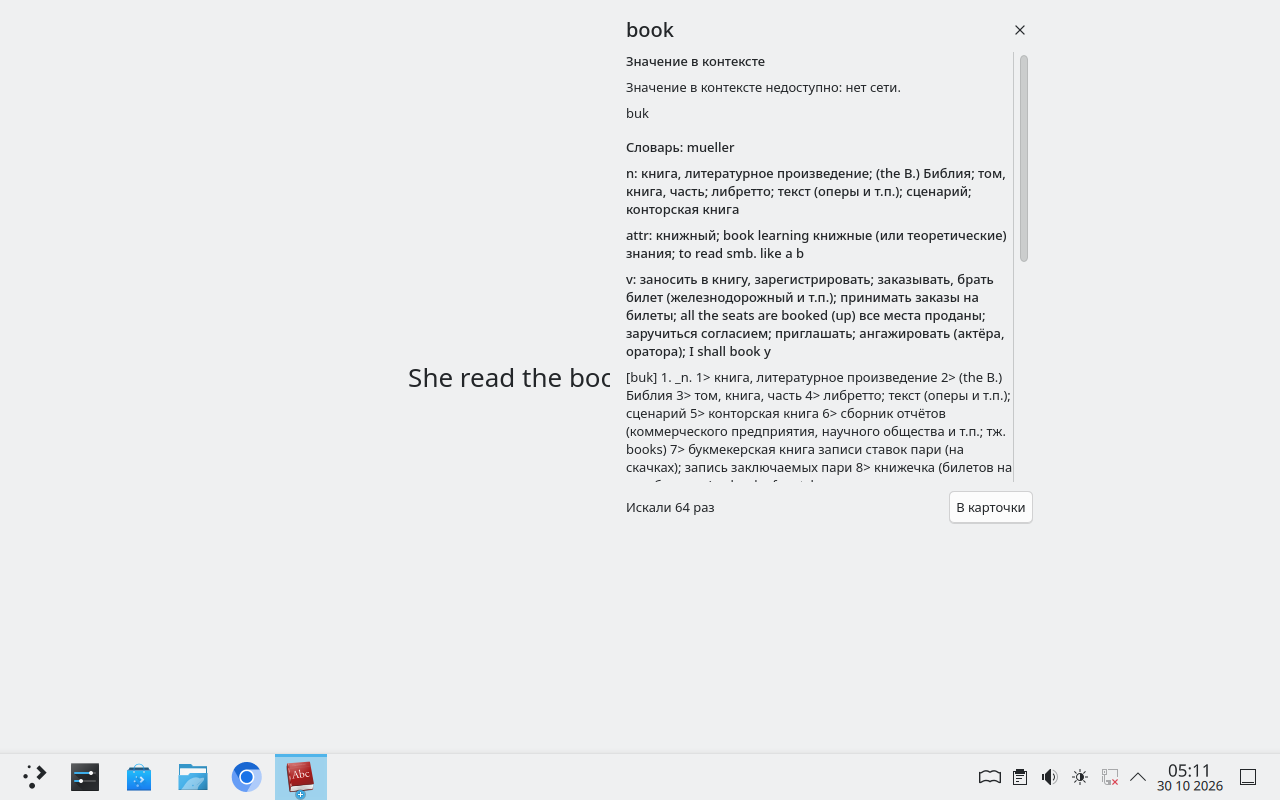 book
Значение в контексте
Значение в контексте недоступно: нет сети.
buk
Словарь: mueller
n: книга, литературное произведение; (the B.) Библия; том,
книга, часть; либретто; текст (оперы и т.п.); сценарий;
конторская книга
attr: книжный; book learning книжные (или теоретические)
знания; to read smb. like a b
v: заносить в книгу, зарегистрировать; заказывать, брать
билет (железнодорожный и т.п.); принимать заказы на
билеты; all the seats are booked (up) все места проданы;
заручиться согласием; приглашать; ангажировать (актёра,
оратора); I shall book y
She read the boo
[buk] 1. _n. 1> книга, литературное произведение 2> (the B.)
Библия 3> том, книга, часть 4> либретто; текст (оперы и т.п.);
сценарий 5> конторская книга 6> сборник отчётов
(коммерческого предприятия, научного общества и т.п.; тж.
books) 7> букмекерская книга записи ставок пари (на
скачках); запись заключаемых пари 8> книжечка (билетов на
Искали 64 раз
В карточки
Abc
05:11
30 10 2026